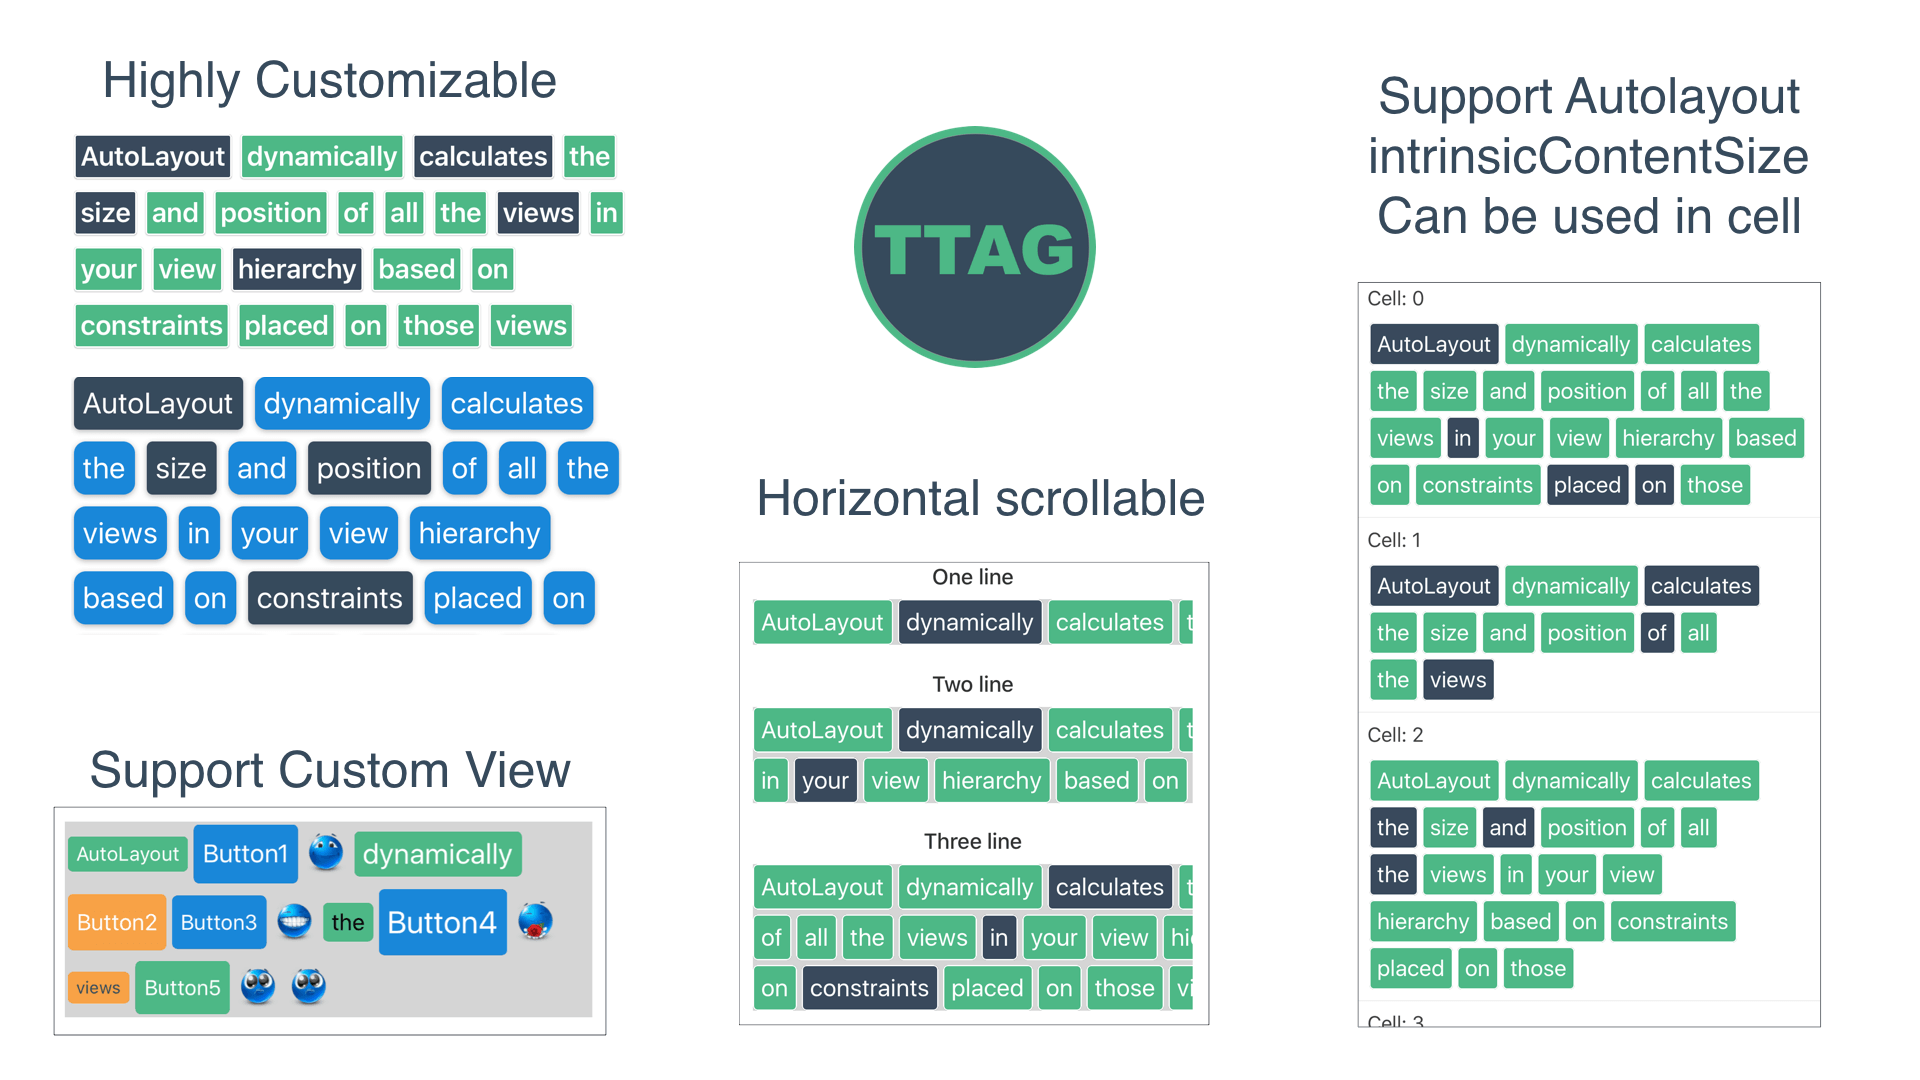 Highly Customizable
AutoLayout dynamically calculates the
size and position of all the views in
your view hierarchy based on
constraints placed on those views
AutoLayout dynamically calculates
the size and position of all the
views in your view hierarchy
based on constraints placed on
Support Custom View
AutoLayout Button1 dynamically
Button2 Button3 the Button4
views Button5
TTAG
Horizontal scrollable
One line
AutoLayout dynamically calculates t
Two line
AutoLayout dynamically calculates t
in your view hierarchy based on
Three line
AutoLayout dynamically calculates t
of all the views in your view hi
on constraints placed on those vi
Support Autolayout
intrinsicContentSize
Can be used in cell
Cell: 0
AutoLayout dynamically calculates
the size and position of all the
views in your view hierarchy based
on constraints placed on those
Cell: 1
AutoLayout dynamically calculates
the size and position of all
the views
Cell: 2
AutoLayout dynamically calculates
the size and position of all
the views in your view
hierarchy based on constraints
placed on those
Cell: 3